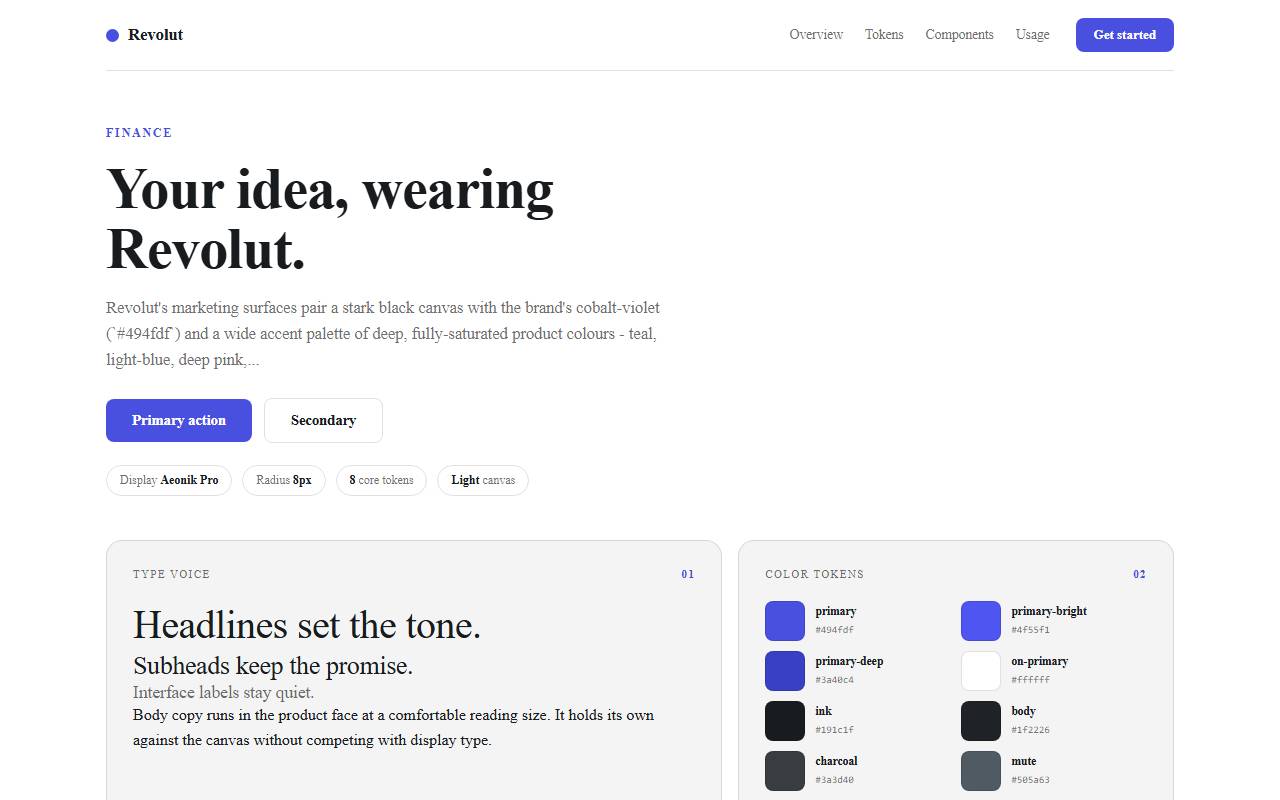 Revolut
Overview Tokens Components Usage Get started
FINANCE
Your idea, wearing
Revolut.
Revolut's marketing surfaces pair a stark black canvas with the brand's cobalt-violet
(`#494fdf`) and a wide accent palette of deep, fully-saturated product colours - teal,
light-blue, deep pink,...
Primary action Secondary
Display Aeonik Pro Radius 8px 8 core tokens Light canvas
TYPE VOICE 01
Headlines set the tone.
Subheads keep the promise.
Interface labels stay quiet.
Body copy runs in the product face at a comfortable reading size. It holds its own
against the canvas without competing with display type.
COLOR TOKENS 02
primary
#494fdf
primary-bright
#4f55f1
primary-deep
#3a40c4
on-primary
#ffffff
ink
#191c1f
body
#1f2226
charcoal
#3a3d40
mute
#505a63